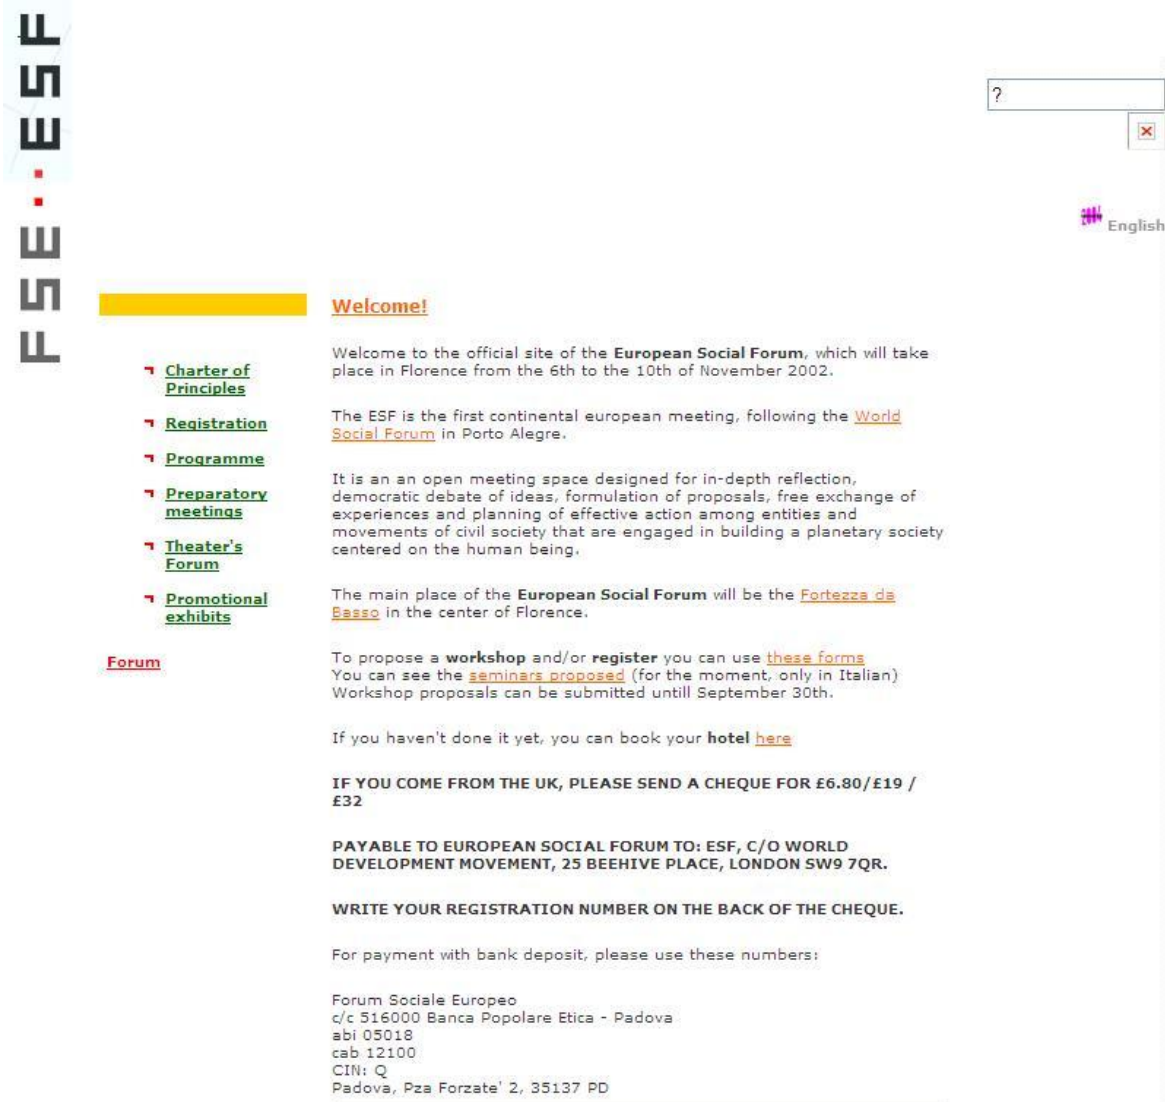 FSE:ESF
?
English
Welcome!
Charter of
Principles
Registration
Programme
Preparatory
meetings
Theater's
Forum
Promotional
exhibits
Forum
Welcome to the official site of the European Social Forum, which will take
place in Florence from the 6th to the 10th of November 2002.
The ESF is the first continental european meeting, following the World
Social Forum in Porto Alegre.
It is an an open meeting space designed for in-depth reflection,
democratic debate of ideas, formulation of proposals, free exchange of
experiences and planning of effective action among entities and
movements of civil society that are engaged in building a planetary society
centered on the human being.
The main place of the European Social Forum will be the Fortezza da
Basso in the center of Florence.
To propose a workshop and/or register you can use these forms
You can see the seminars proposed (for the moment, only in Italian)
Workshop proposals can be submitted untill September 30th.
If you haven't done it yet, you can book your hotel here
IF YOU COME FROM THE UK, PLEASE SEND A CHEQUE FOR £6.80/£19 /
£32
PAYABLE TO EUROPEAN SOCIAL FORUM TO: ESF, C/O WORLD
DEVELOPMENT MOVEMENT, 25 BEEHIVE PLACE, LONDON SW9 7QR.
WRITE YOUR REGISTRATION NUMBER ON THE BACK OF THE CHEQUE.
For payment with bank deposit, please use these numbers:
Forum Sociale Europeo
c/c 516000 Banca Popolare Etica - Padova
abi 05018
cab 12100
CIN: Q
Padova, Pza Forzate' 2, 35137 PD